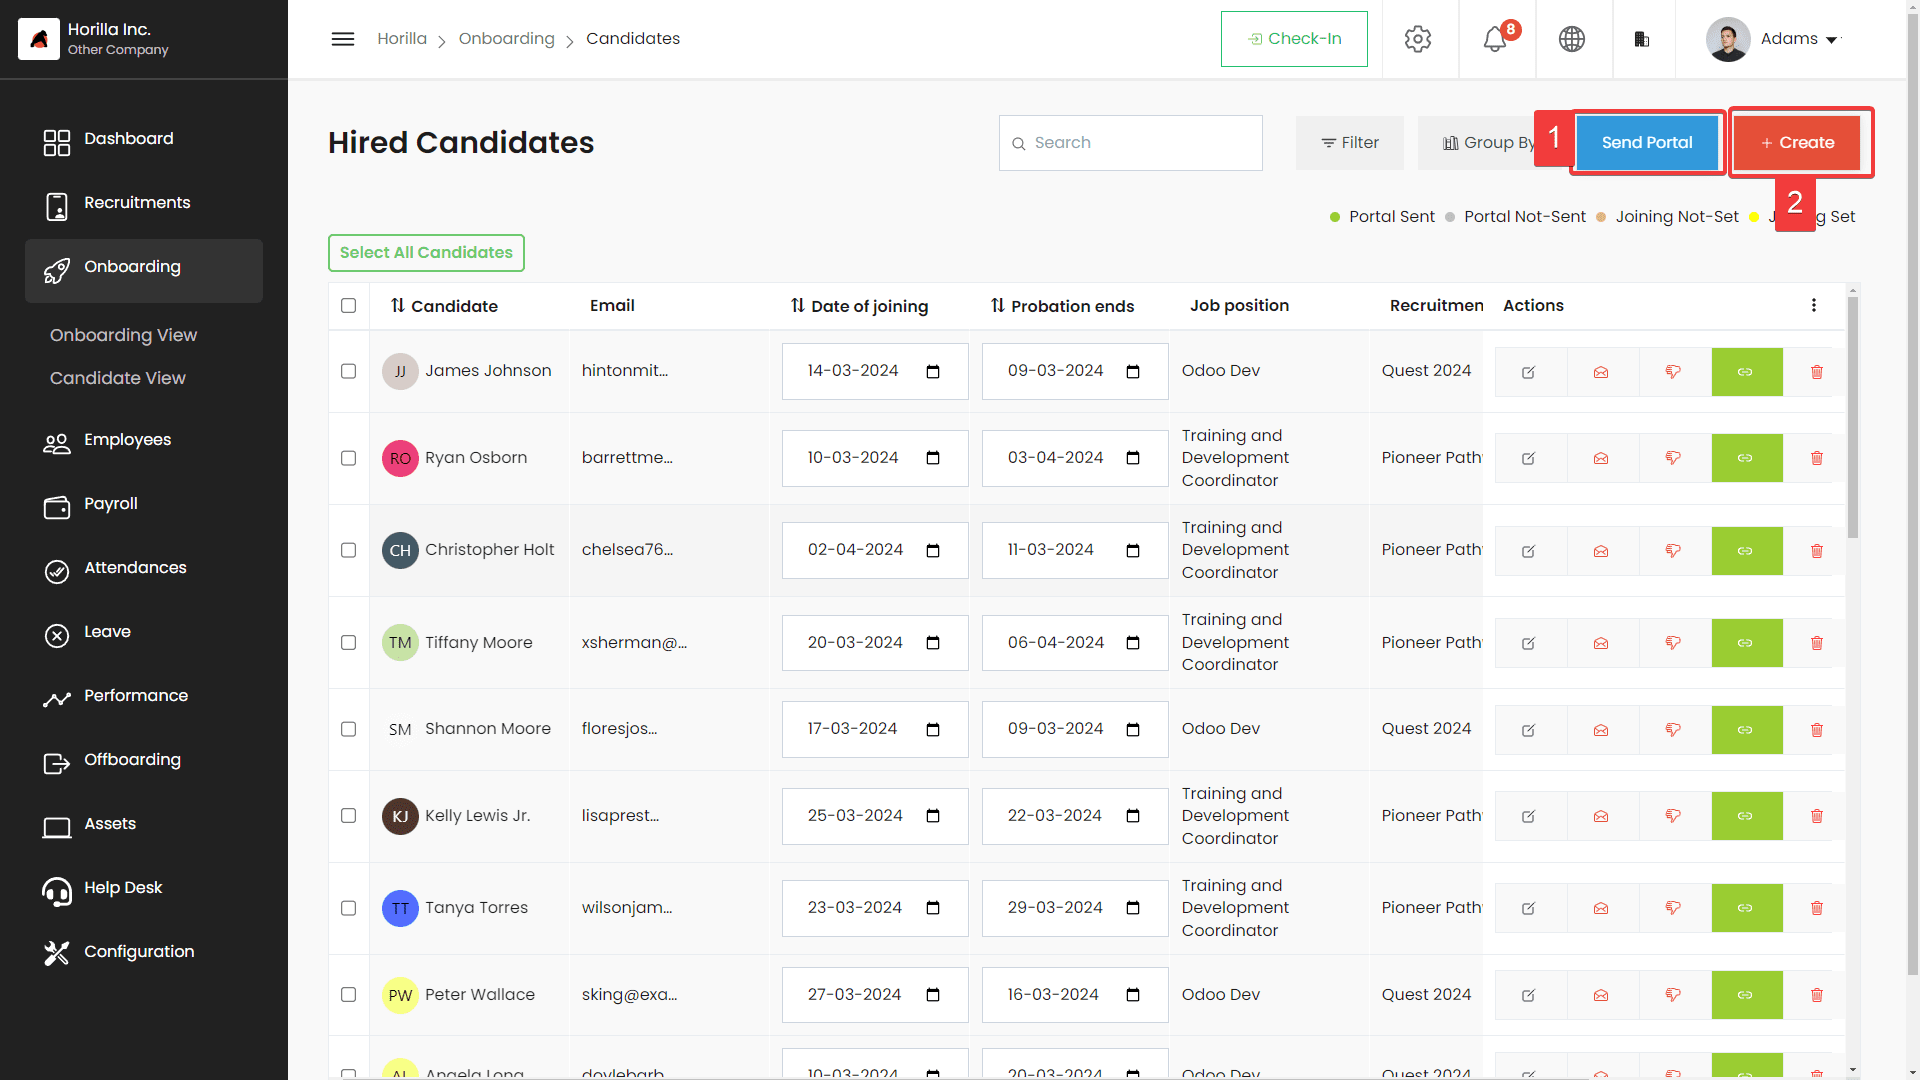 Horilla Inc.
Other Company
Horilla
Onboarding
Candidates
Check-In
8
Adams
Dashboard
Recruitments
Onboarding
Onboarding View
Candidate View
Employees
Payroll
Attendances
Leave
Performance
Offboarding
Assets
Help Desk
Configuration
Hired Candidates
Search
Filter
Group By
1
Send Portal
+ Create
2
Portal Sent
Portal Not-Sent
Joining Not-Set
Set
Select All Candidates
Candidate Email Date of joining Probation ends Job position Recruitmen Actions
JJ James Johnson hintonmit... 14-03-2024 09-03-2024 Odoo Dev Quest 2024
RO Ryan Osborn barrettme... 10-03-2024 03-04-2024 Training and Development Coordinator Pioneer Path
CH Christopher Holt chelsea76... 02-04-2024 11-03-2024 Training and Development Coordinator Pioneer Path
TM Tiffany Moore xsherman@... 20-03-2024 06-04-2024 Training and Development Coordinator Pioneer Path
SM Shannon Moore floresjos... 17-03-2024 09-03-2024 Odoo Dev Quest 2024
KJ Kelly Lewis Jr. lisaprest... 25-03-2024 22-03-2024 Training and Development Coordinator Pioneer Path
TT Tanya Torres wilsonjam... 23-03-2024 29-03-2024 Training and Development Coordinator Pioneer Path
PW Peter Wallace sking@exa... 27-03-2024 16-03-2024 Odoo Dev Quest 2024
AL Angela Long doylebarb... 10-03-2024 20-03-2024 Odoo Dev Quest 2024